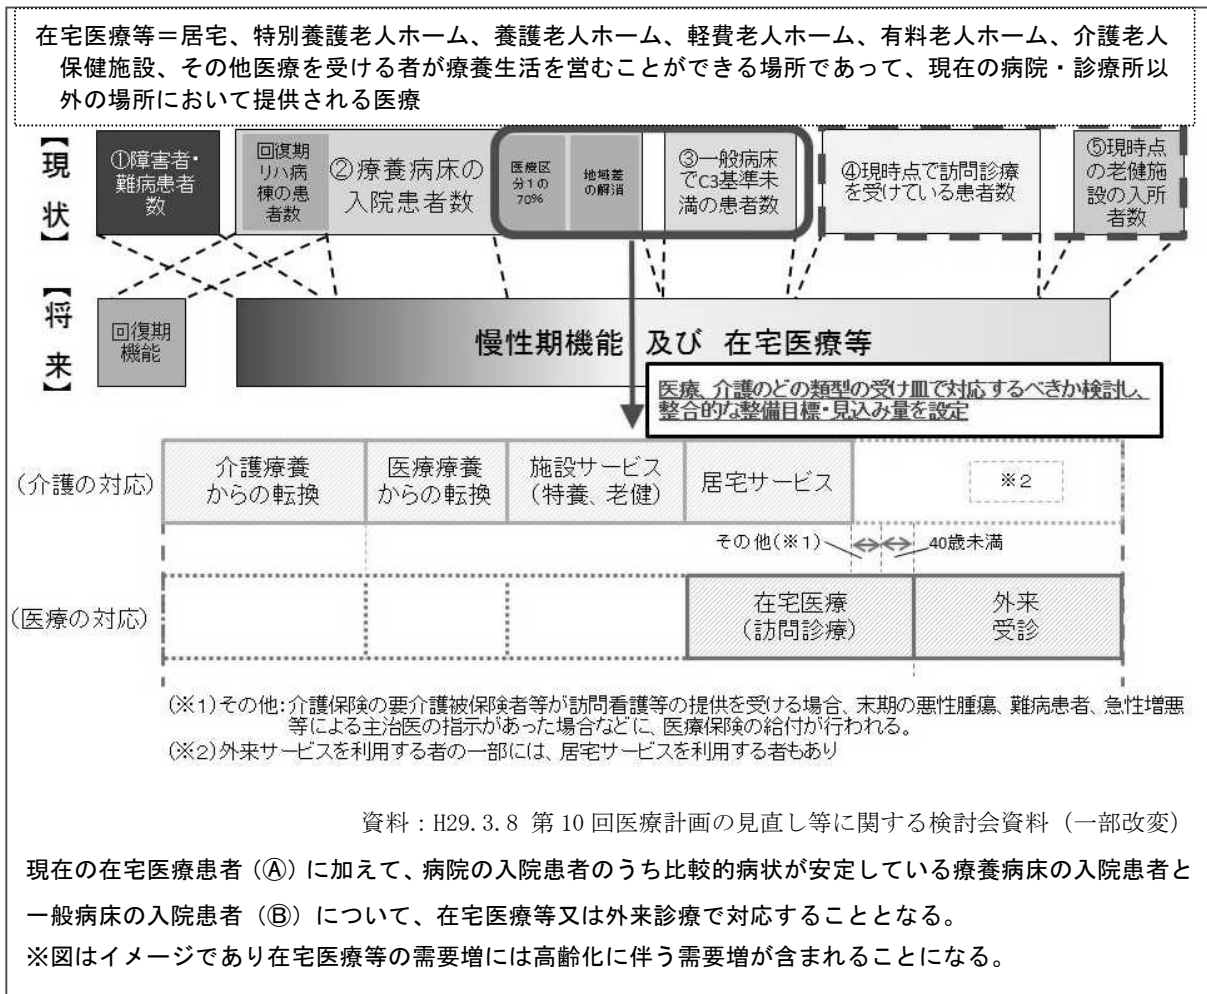 在宅医療等＝居宅、特別養護老人ホーム、養護老人ホーム、軽費老人ホーム、有料老人ホーム、介護老人
保健施設、その他医療を受ける者が療養生活を営むことができる場所であって、現在の病院・診療所以
外の場所において提供される医療
【現状】
①障害者・
難病患者
数
回復期
リハ病
棟の患
者数
②療養病床の
入院患者数
医療区
分1の
70%
地域差
の解消
③一般病床
でC3基準未
満の患者数
④現時点で訪問診療
を受けている患者数
⑤現時点
の老健施
設の入所
者数
【将来】
回復期
機能
慢性期機能 及び 在宅医療等
医療、介護のどの類型の受け皿で対応するべきか検討し、
整合的な整備目標・見込み量を設定
(介護の対応)
介護療養
からの転換
医療療養
からの転換
施設サービス
(特養、老健)
居宅サービス
※2
その他(※1)
40歳未満
(医療の対応)
在宅医療
(訪問診療)
外来
受診
(※1)その他：介護保険の要介護被保険者等が訪問看護等の提供を受ける場合、末期の悪性腫瘍、難病患者、急性増悪
等による主治医の指示があった場合などに、医療保険の給付が行われる。
(※2)外来サービスを利用する者の一部には、居宅サービスを利用する者もあり
資料：H29.3.8 第10回医療計画の見直し等に関する検討会資料（一部改変）
現在の在宅医療患者（Ⓐ）に加えて、病院の入院患者のうち比較的病状が安定している療養病床の入院患者と
一般病床の入院患者（Ⓑ）について、在宅医療等又は外来診療で対応することとなる。
※図はイメージであり在宅医療等の需要増には高齢化に伴う需要増が含まれることになる。